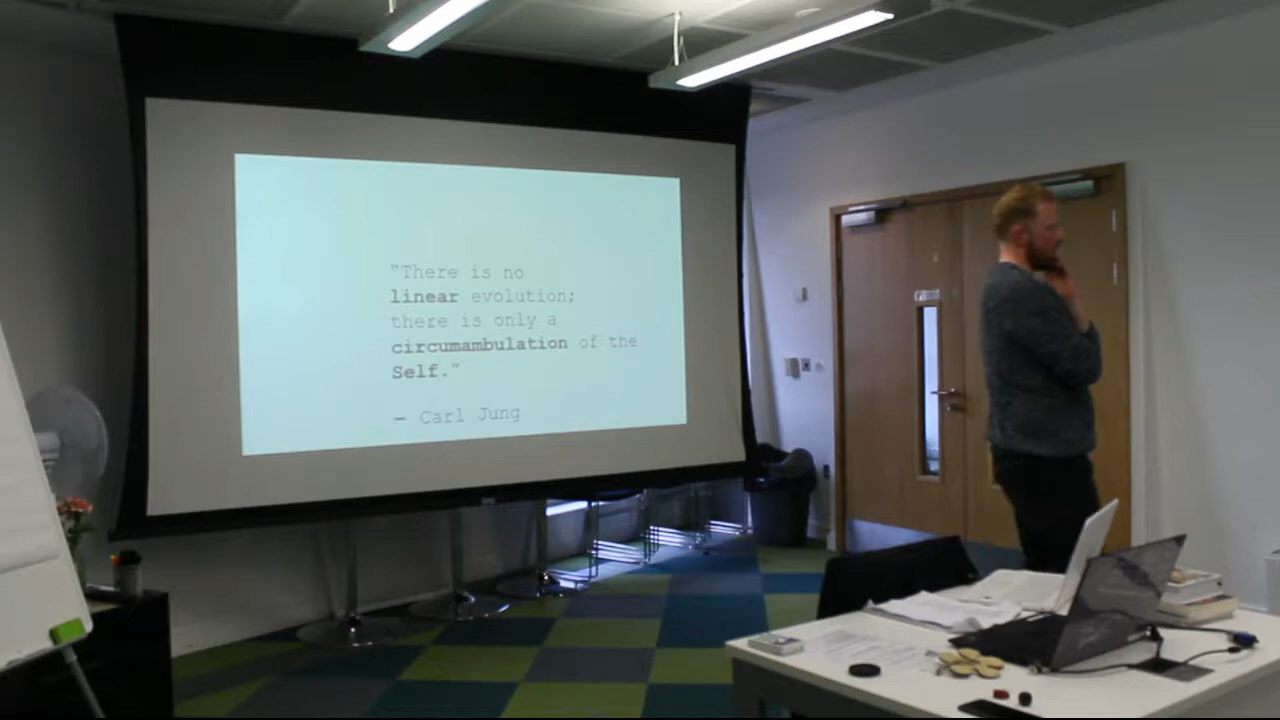 "There is no
linear evolution;
there is only a
circumambulation of the
Self."
— Carl Jung